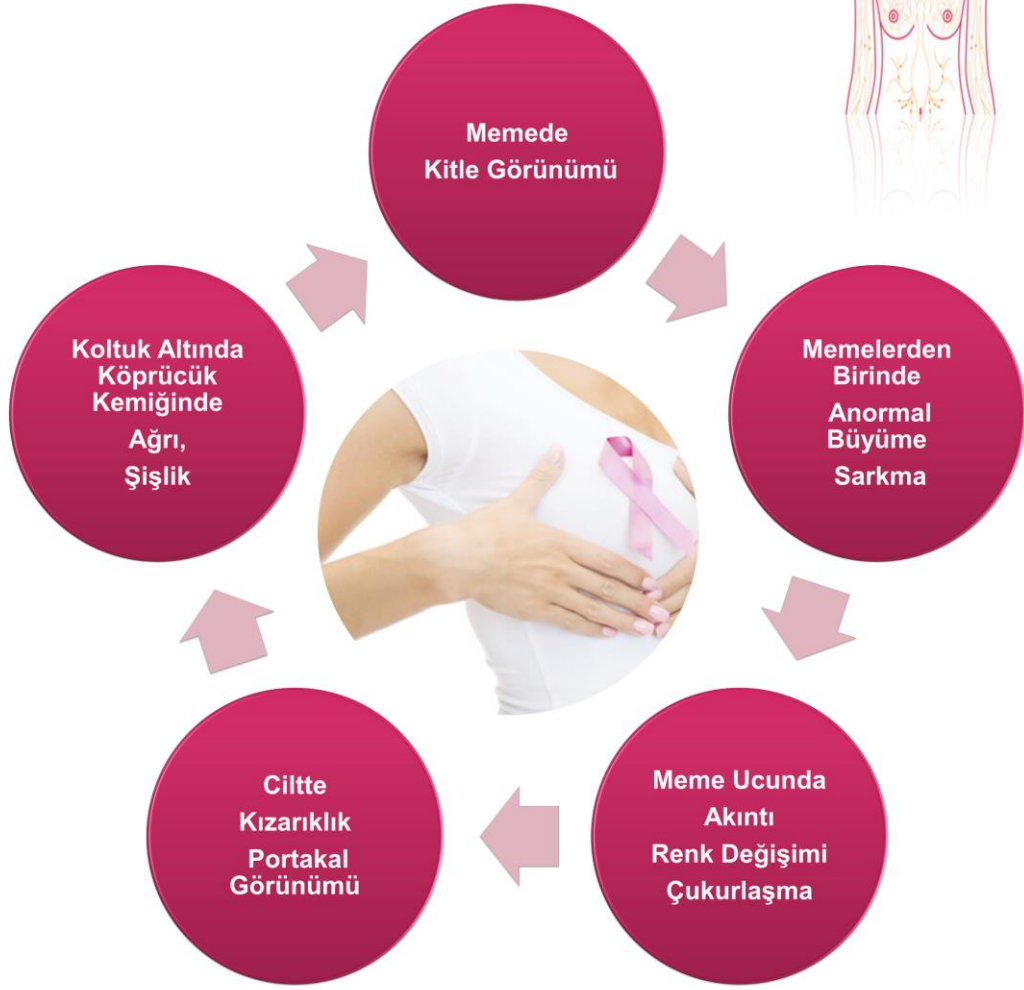 Memede
Kitle Görünümü
Memelerden
Birinde
Anormal
Büyüme
Sarkma
Meme Ucunda
Akıntı
Renk Değişimi
Çukurlaşma
Ciltte
Kızarıklık
Portakal
Görünümü
Koltuk Altında
Köprücük
Kemiğinde
Ağrı,
Şişlik